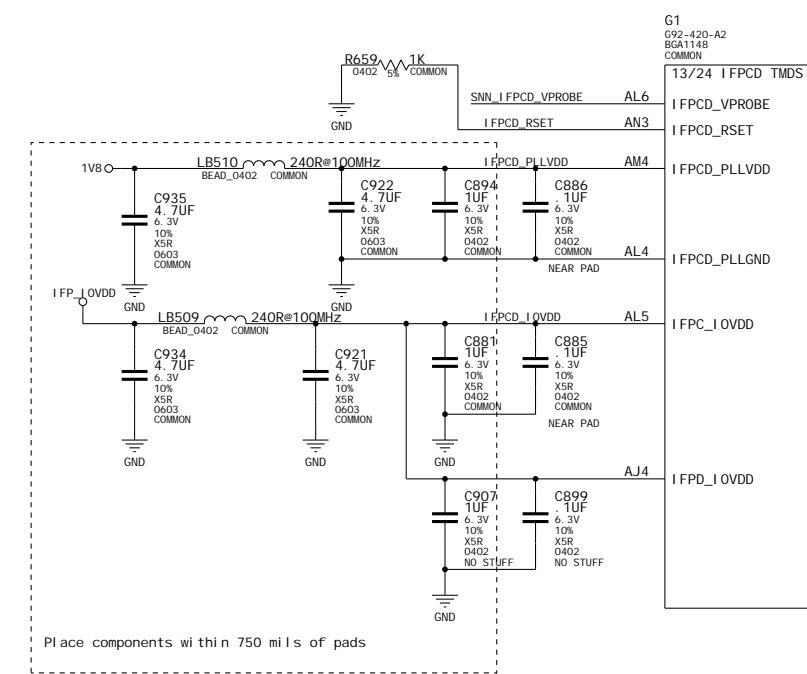 G1
G92-420-A2
BGA1148
COMMON
R659 1K
0402 5% COMMON
13/24 IFPCD TMDS
SNN_IFPCD_VPROBE AL6 IFPCD_VPROBE
GND
IFPCD_RSET AN3 IFPCD_RSET
1V8 LB510 240R@100MHz IFPCD_PLLVDD AM4 IFPCD_PLLVDD
BEAD_0402 COMMON
C935
4.7UF
6.3V
10%
X5R
0603
COMMON
C922
4.7UF
6.3V
10%
X5R
0603
COMMON
C894
1UF
6.3V
10%
X5R
0402
COMMON
C886
.1UF
6.3V
10%
X5R
0402
COMMON
NEAR PAD
AL4 IFPCD_PLLGND
GND
GND
IFP_IOVDD
LB509 240R@100MHz IFPCD_IOVDD AL5 IFPC_IOVDD
BEAD_0402 COMMON
C934
4.7UF
6.3V
10%
X5R
0603
COMMON
C921
4.7UF
6.3V
10%
X5R
0603
COMMON
C881
1UF
6.3V
10%
X5R
0402
COMMON
C885
.1UF
6.3V
10%
X5R
0402
COMMON
NEAR PAD
GND
GND
GND
AJ4 IFPD_IOVDD
C907
1UF
6.3V
10%
X5R
0402
NO STUFF
C899
.1UF
6.3V
10%
X5R
0402
NO STUFF
GND
Place components within 750 mils of pads